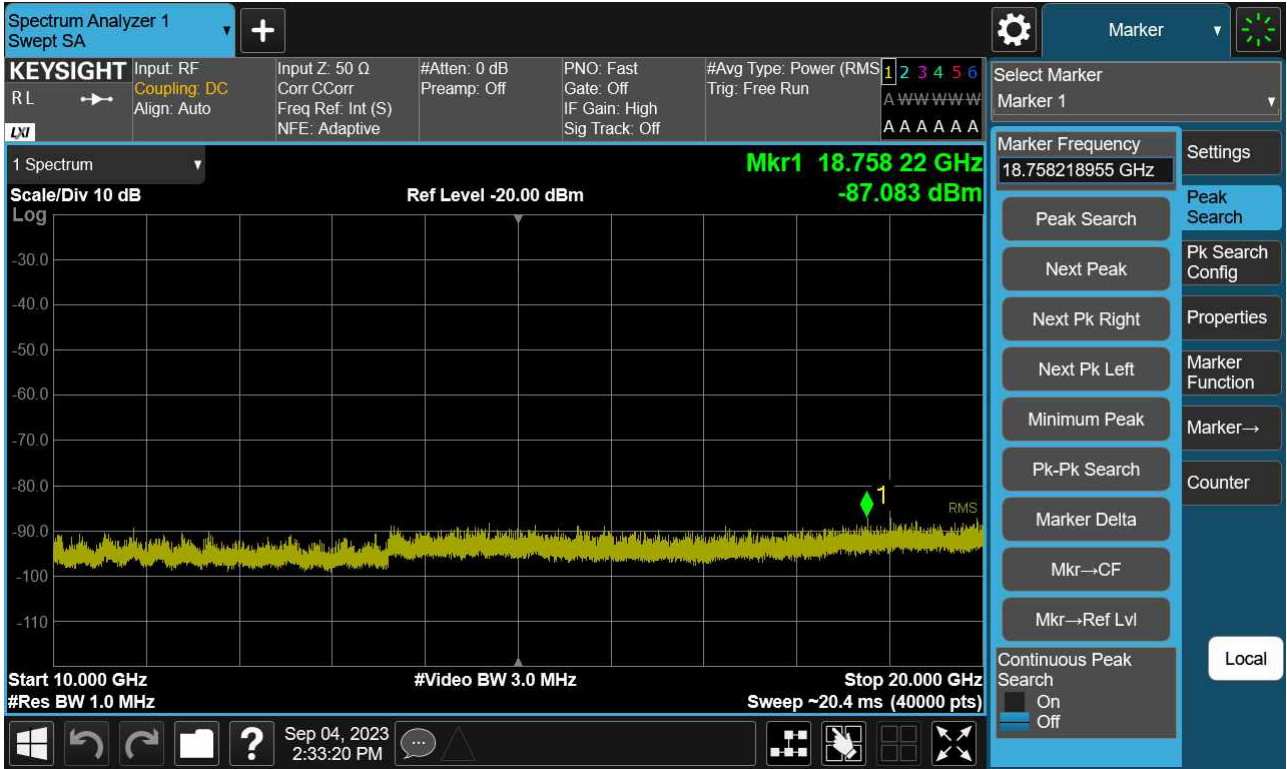 Spectrum Analyzer 1
Swept SA
Marker
KEYSIGHT
R L
LXI
Input: RF
Coupling: DC
Align: Auto
Input Z: 50 Ω
Corr CCorr
Freq Ref: Int (S)
NFE: Adaptive
#Atten: 0 dB
Preamp: Off
PNO: Fast
Gate: Off
IF Gain: High
Sig Track: Off
#Avg Type: Power (RMS
Trig: Free Run
1 2 3 4 5 6
A W W W W W
A A A A A A
Select Marker
Marker 1
1 Spectrum
Scale/Div 10 dB
Ref Level -20.00 dBm
Mkr1 18.758 22 GHz
-87.083 dBm
Log
-30.0
-40.0
-50.0
-60.0
-70.0
-80.0
-90.0
-100
-110
1
RMS
Start 10.000 GHz
#Video BW 3.0 MHz
Stop 20.000 GHz
#Res BW 1.0 MHz
Sweep ~20.4 ms (40000 pts)
Marker Frequency
18.758218955 GHz
Peak Search
Next Peak
Next Pk Right
Next Pk Left
Minimum Peak
Pk-Pk Search
Marker Delta
Mkr→CF
Mkr→Ref Lvl
Continuous Peak
Search
On
Off
Settings
Peak
Search
Pk Search
Config
Properties
Marker
Function
Marker→
Counter
Local
?
Sep 04, 2023
2:33:20 PM